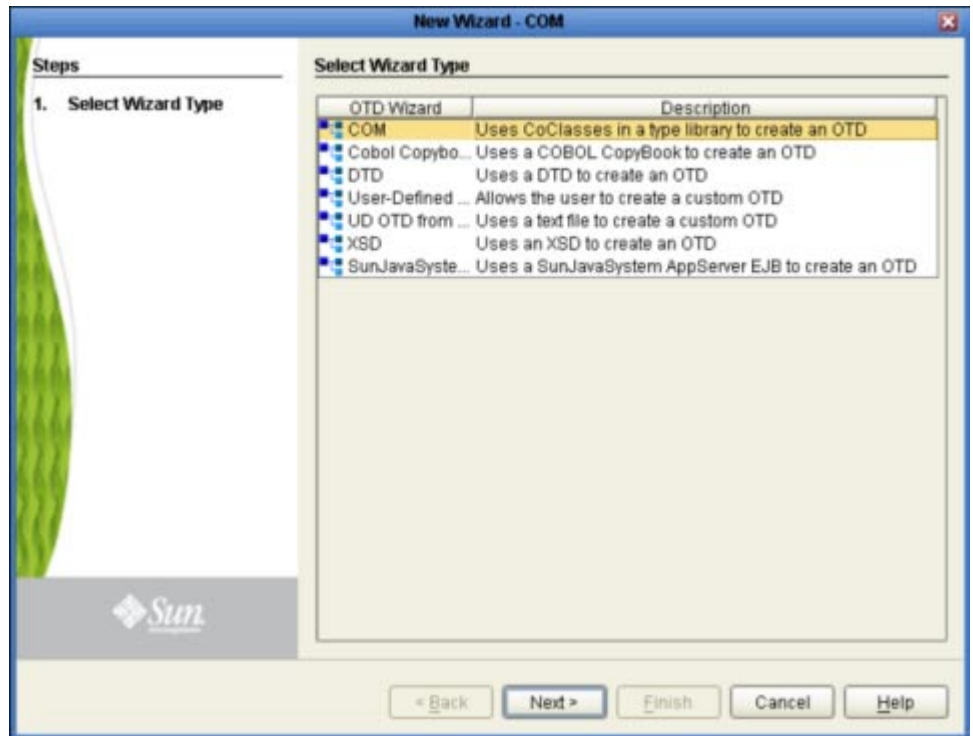 New Wizard - COM
Steps
1. Select Wizard Type
Select Wizard Type
OTD Wizard Description
COM Uses CoClasses in a type library to create an OTD
Cobol Copybo... Uses a COBOL CopyBook to create an OTD
DTD Uses a DTD to create an OTD
User-Defined ... Allows the user to create a custom OTD
UD OTD from ... Uses a text file to create a custom OTD
XSD Uses an XSD to create an OTD
SunJavaSyste... Uses a SunJavaSystem AppServer EJB to create an OTD
Sun
< Back Next > Finish Cancel Help